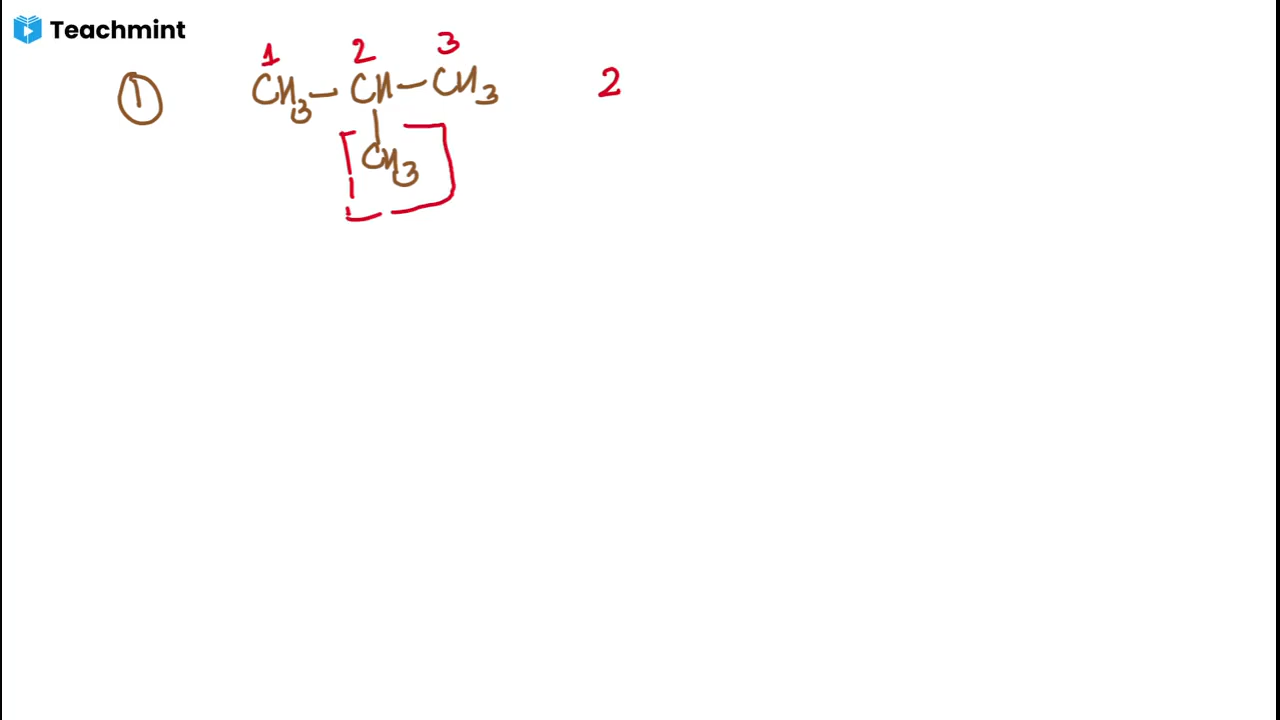 Teachmint
1 2 3
① CH3 – CH – CH3 2
CH3